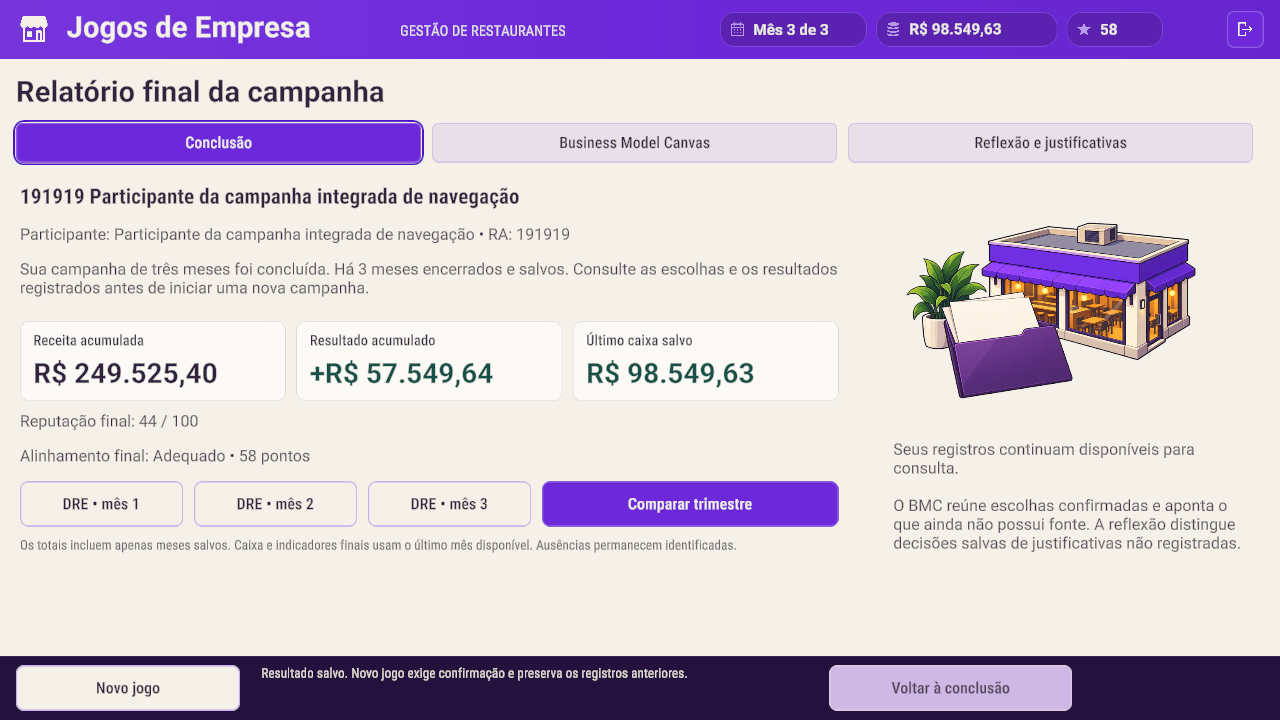 Jogos de Empresa
GESTÃO DE RESTAURANTES
Mês 3 de 3
R$ 98.549,63
58
Relatório final da campanha
Conclusão
Business Model Canvas
Reflexão e justificativas
191919 Participante da campanha integrada de navegação
Participante: Participante da campanha integrada de navegação • RA: 191919
Sua campanha de três meses foi concluída. Há 3 meses encerrados e salvos. Consulte as escolhas e os resultados
registrados antes de iniciar uma nova campanha.
Receita acumulada
R$ 249.525,40
Resultado acumulado
+R$ 57.549,64
Último caixa salvo
R$ 98.549,63
Reputação final: 44 / 100
Alinhamento final: Adequado • 58 pontos
DRE • mês 1
DRE • mês 2
DRE • mês 3
Comparar trimestre
Os totais incluem apenas meses salvos. Caixa e indicadores finais usam o último mês disponível. Ausências permanecem identificadas.
Seus registros continuam disponíveis para
consulta.
O BMC reúne escolhas confirmadas e aponta o
que ainda não possui fonte. A reflexão distingue
decisões salvas de justificativas não registradas.
Novo jogo
Resultado salvo. Novo jogo exige confirmação e preserva os registros anteriores.
Voltar à conclusão